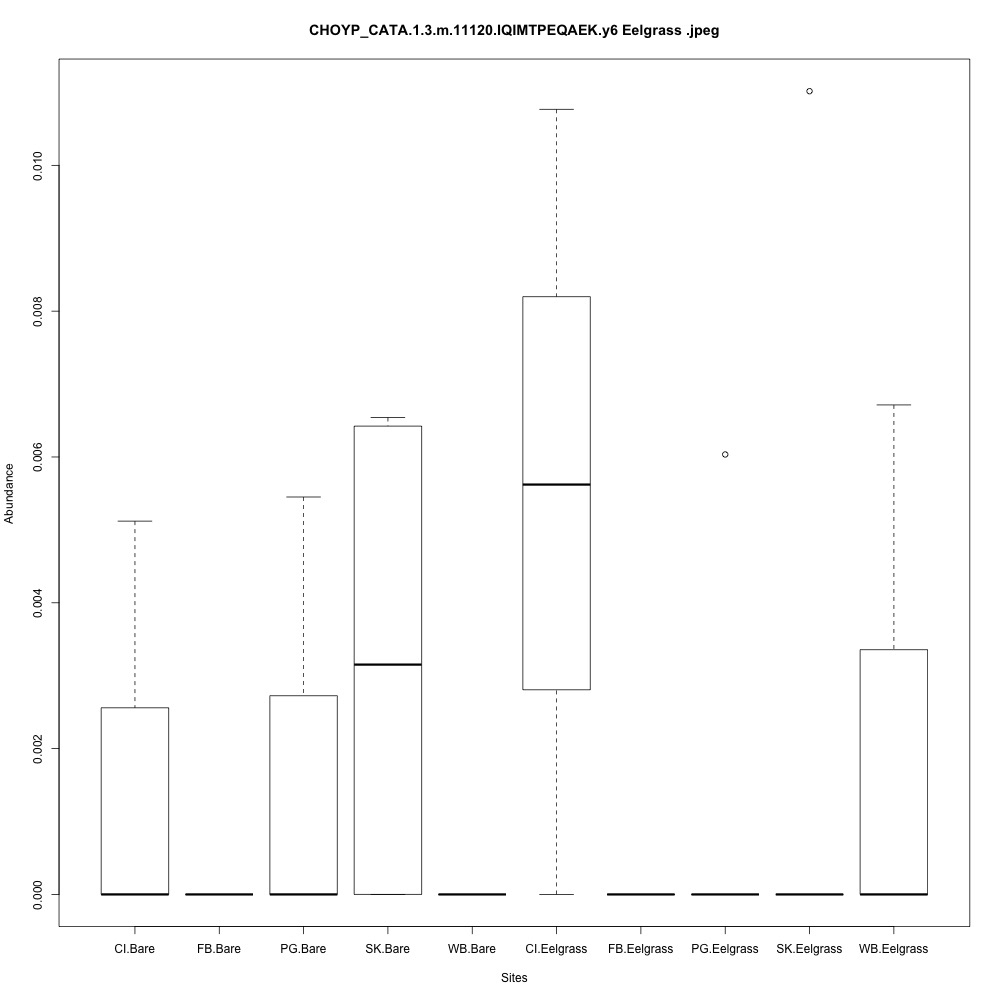 CHOYP_CATA.1.3.m.11120.IQIMTPEQAEK.y6 Eelgrass .jpeg
Abundance
0.010
0.008
0.006
0.004
0.002
0.000
CI.Bare FB.Bare PG.Bare SK.Bare WB.Bare CI.Eelgrass FB.Eelgrass PG.Eelgrass SK.Eelgrass WB.Eelgrass
Sites